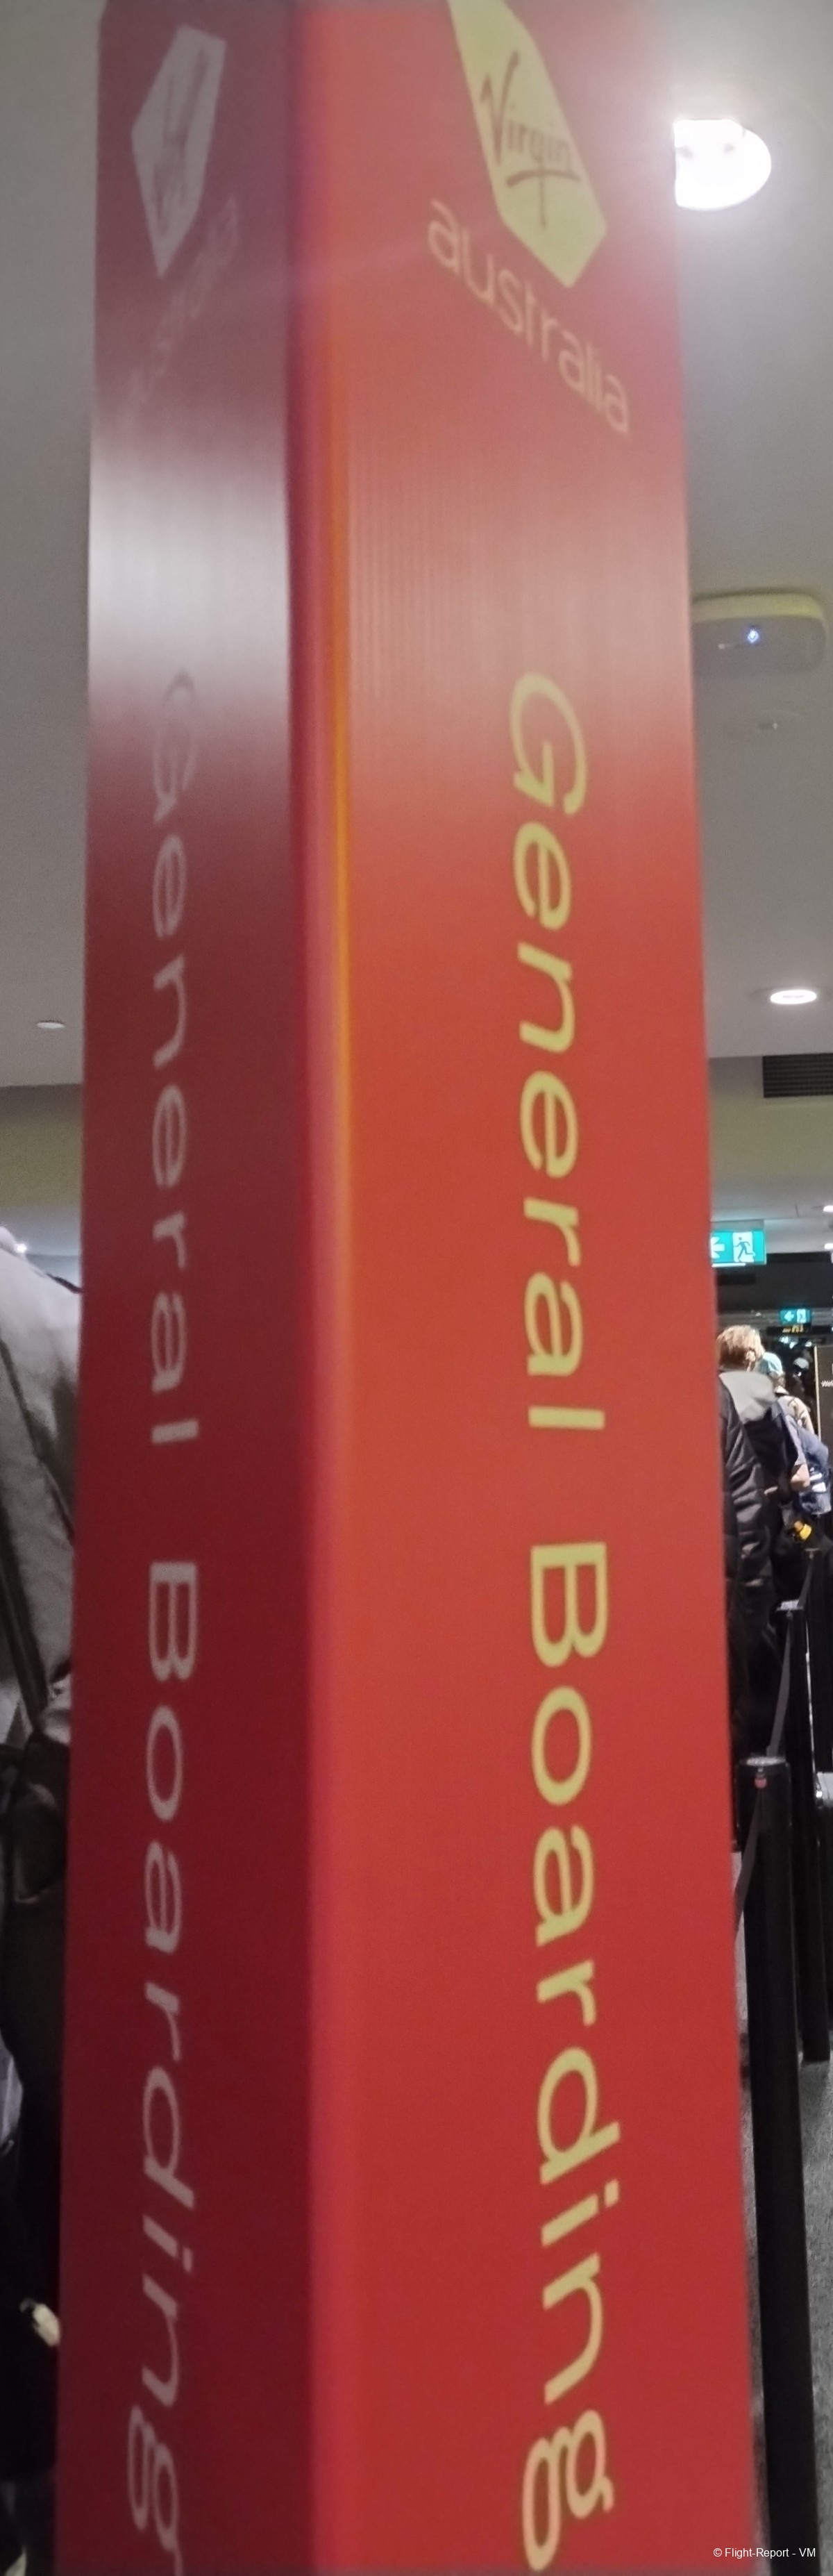 Virgin
australia
General Boarding
General Boarding
© Flight-Report - VM